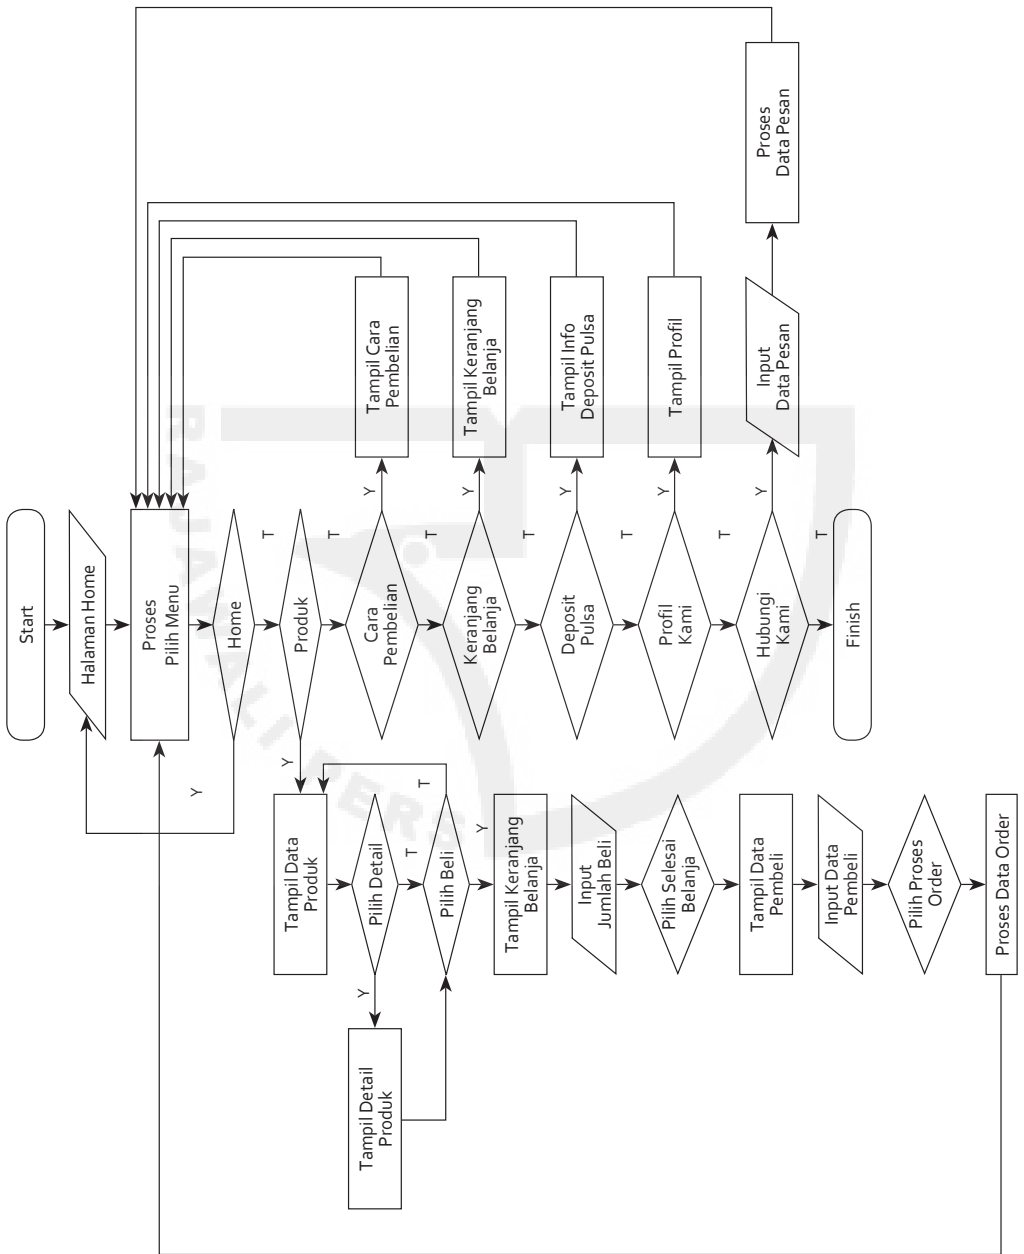 Start
Halaman Home
Proses
Pilih Menu
Home
Y
T
Produk
Y
T
Cara
Pembelian
Y
T
Tampil Cara
Pembelian
Keranjang
Belanja
Y
T
Tampil Keranjang
Belanja
Deposit
Pulsa
Y
T
Tampil Info
Deposit Pulsa
Profil
Kami
Y
T
Tampil Profil
Hubungi
Kami
Y
T
Input
Data Pesan
Proses
Data Pesan
Finish
Tampil Data
Produk
Pilih Detail
Y
T
Tampil Detail
Produk
Pilih Beli
T
Y
Tampil Keranjang
Belanja
Input
Jumlah Beli
Pilih Selesai
Belanja
Tampil Data
Pembeli
Input Data
Pembeli
Pilih Proses
Order
Proses Data Order
RAJAWALI PERS